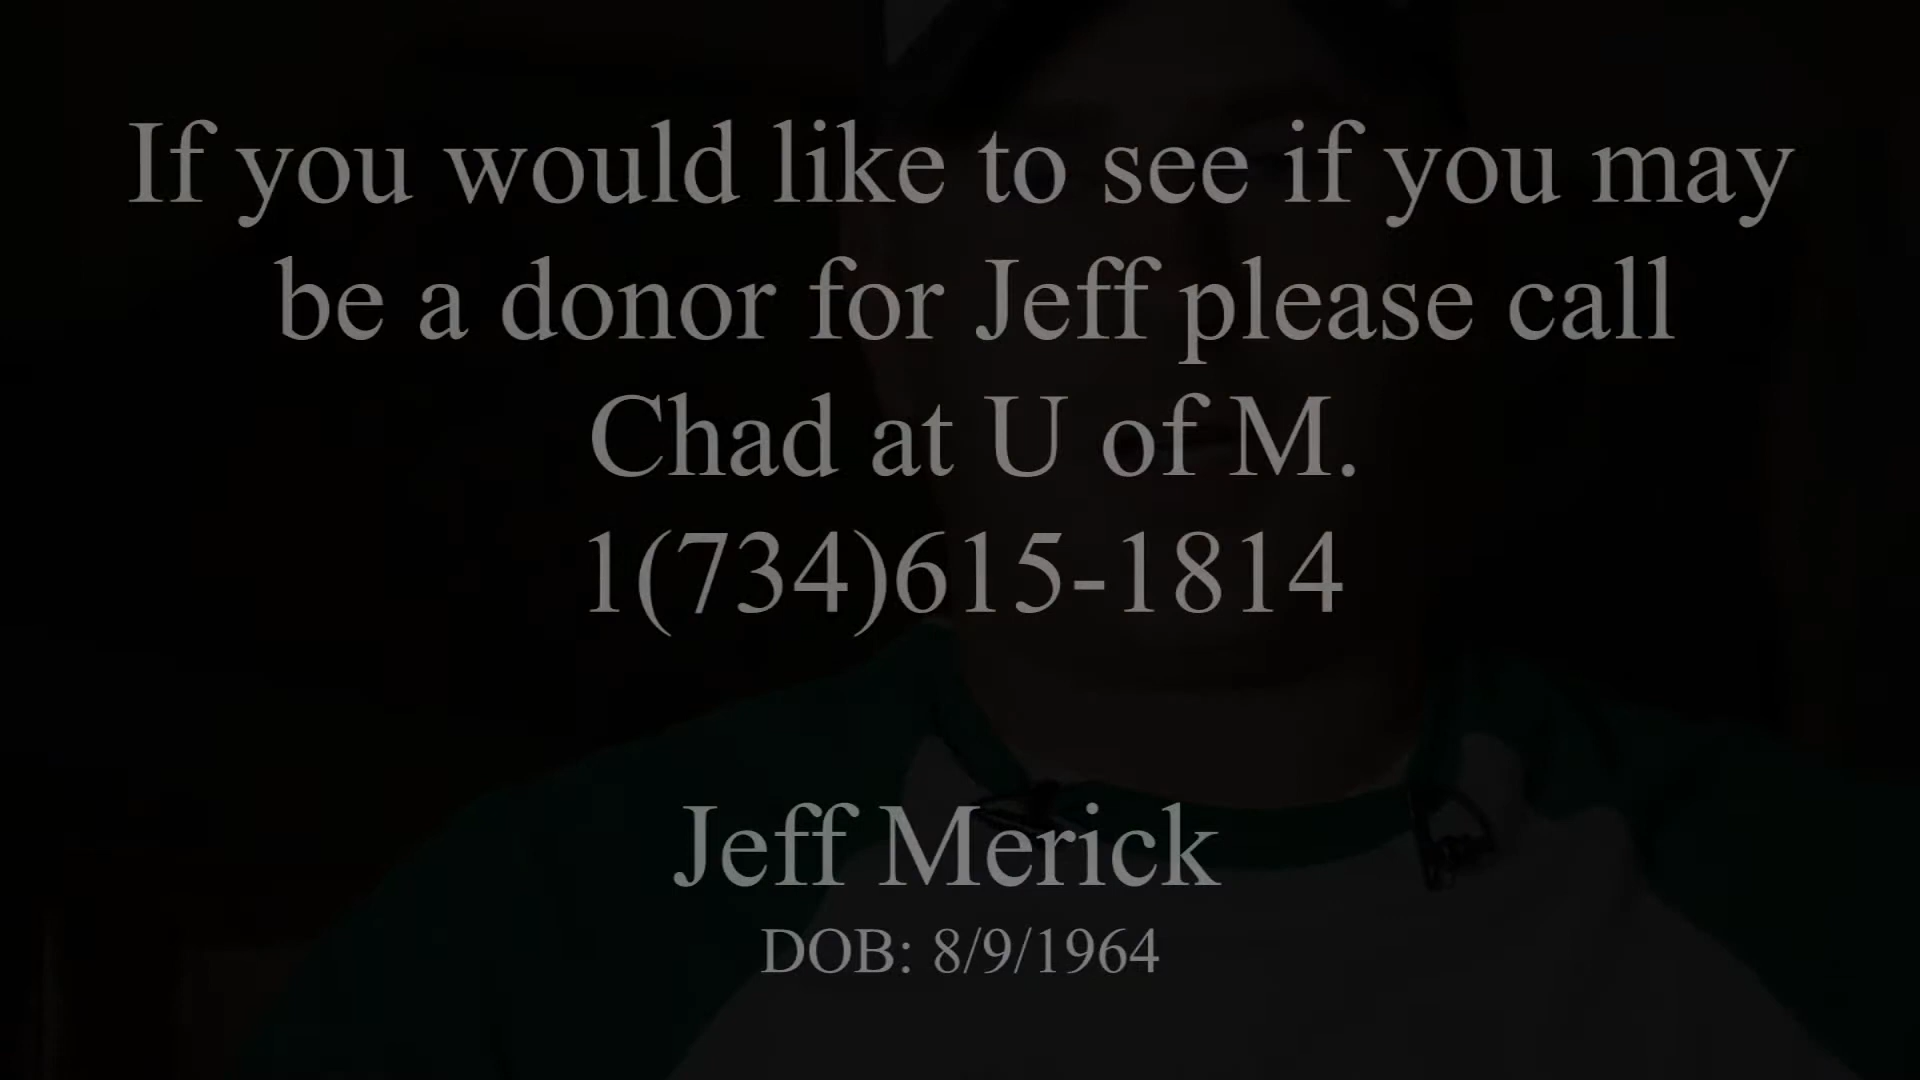 If you would like to see if you may
be a donor for Jeff please call
Chad at U of M.
1(734)615-1814
Jeff Merick
DOB: 8/9/1964